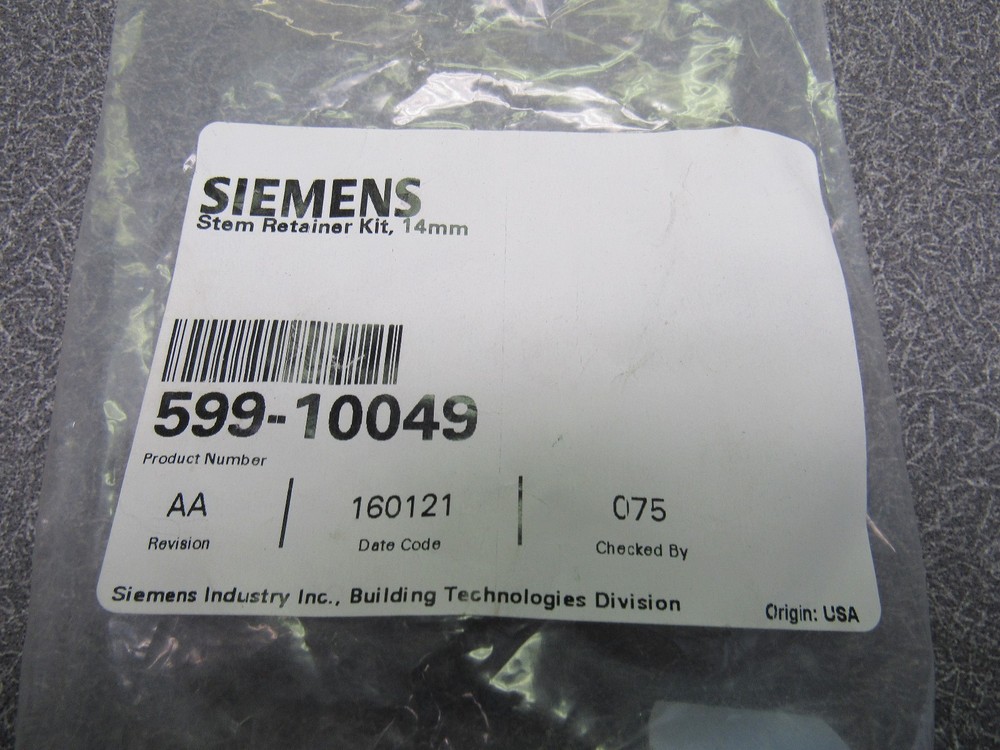 SIEMENS
Stem Retainer Kit, 14mm
599-10049
Product Number
AA | 160121 | 075
Revision Date Code Checked By
Siemens Industry Inc., Building Technologies Division
Origin: USA